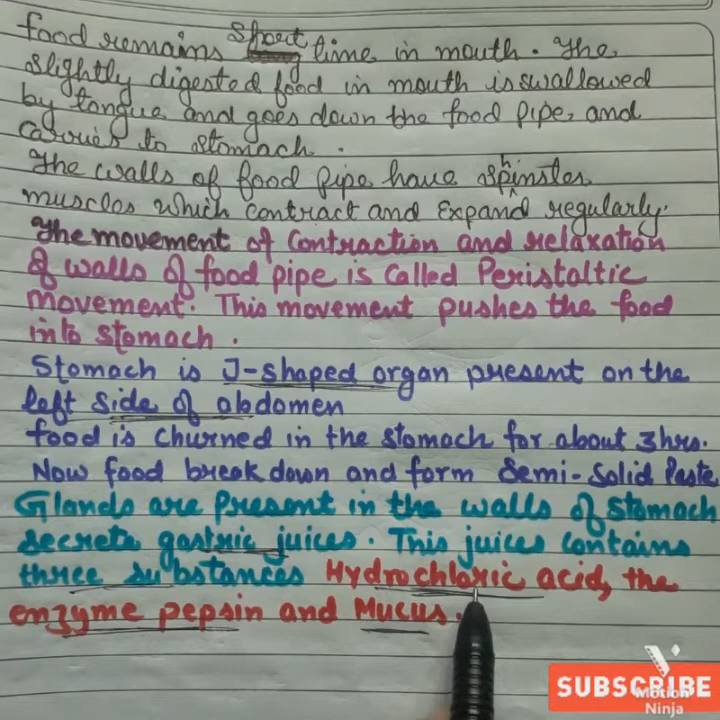 food remains short time in mouth. The
slightly digested food in mouth is swallowed
by tongue and goes down the food pipe, and
carries to stomach.
The walls of food pipe have sphinster
muscles which contract and expand regularly.
The movement of contraction and relaxation
of walls of food pipe is called Peristaltic
movement. This movement pushes the food
into stomach.
Stomach is J-shaped organ present on the
left side of abdomen
food is churned in the stomach for about 3hrs.
Now food break down and form Semi-Solid Paste
Glands are present in the walls of stomach
secrete gastric juices. This juices contains
three substances Hydrochloric acid, the
enzyme pepsin and Mucus.
SUBSCRIBE
Motion
Ninja